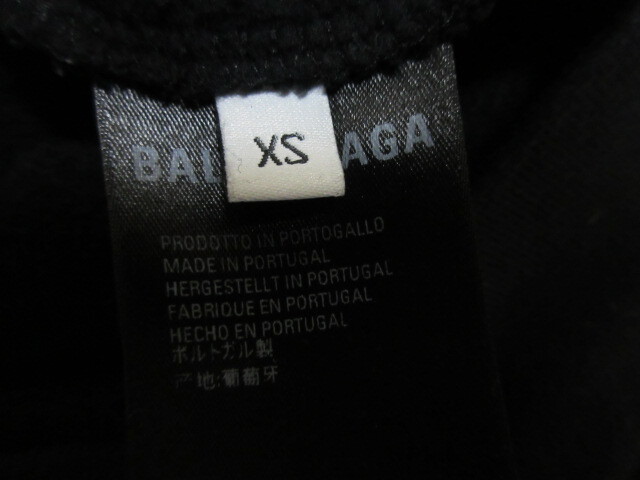 XS
BAL AGA
PRODOTTO IN PORTOGALLO
MADE IN PORTUGAL
HERGESTELLT IN PORTUGAL
FABRIQUE EN PORTUGAL
HECHO EN PORTUGAL
ポルトガル製
产地:葡萄牙